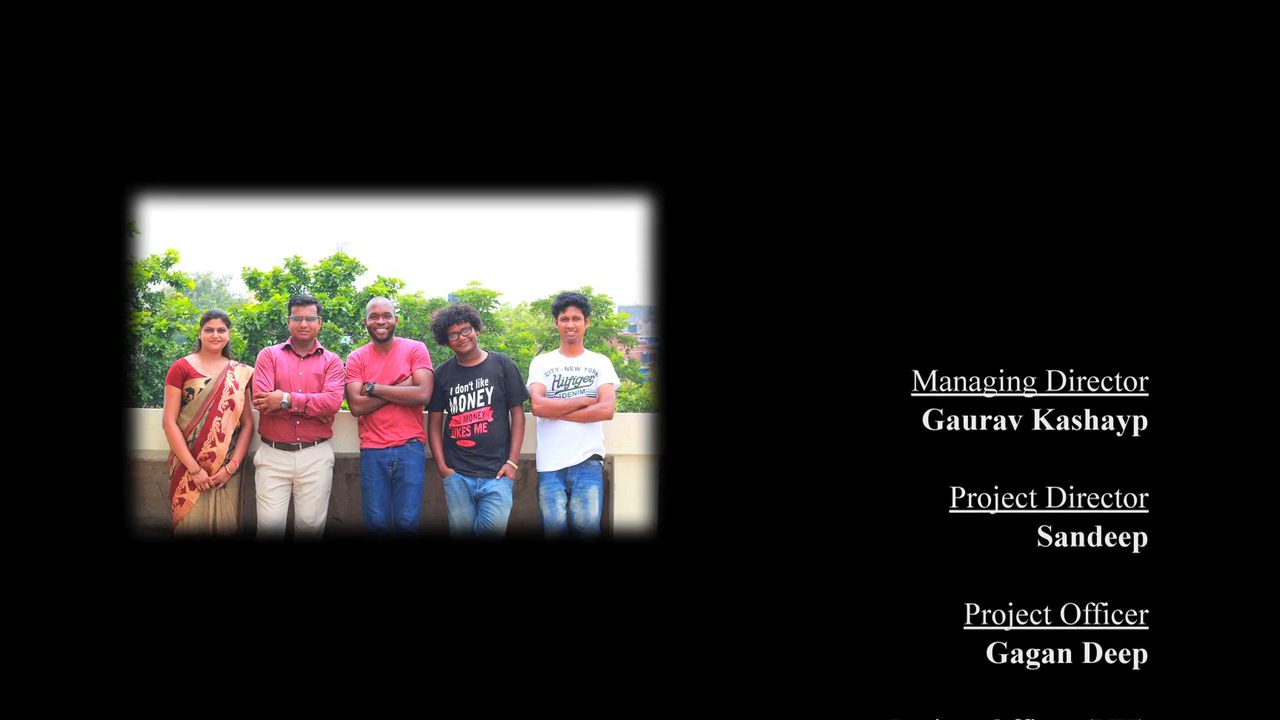 CITY - NEW YORK
Hilfiger
DENIM
I don't like
MONEY
MONEY
LIKES ME
Managing Director
Gaurav Kashayp
Project Director
Sandeep
Project Officer
Gagan Deep